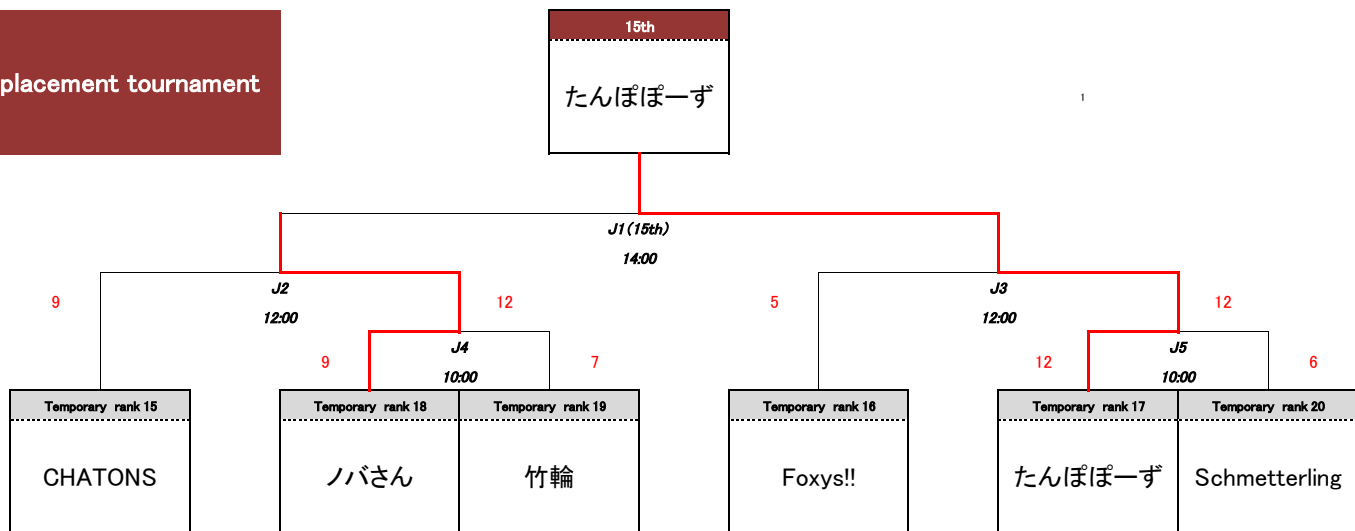 15th
placement tournament
たんぽぽーず
1
J1(15th)
14:00
J2
12:00
J3
12:00
9
12
5
12
J4
10:00
J5
10:00
9
7
12
6
Temporary rank 15
Temporary rank 18
Temporary rank 19
Temporary rank 16
Temporary rank 17
Temporary rank 20
CHATONS
ノバさん
竹輪
Foxys!!
たんぽぽーず
Schmetterling